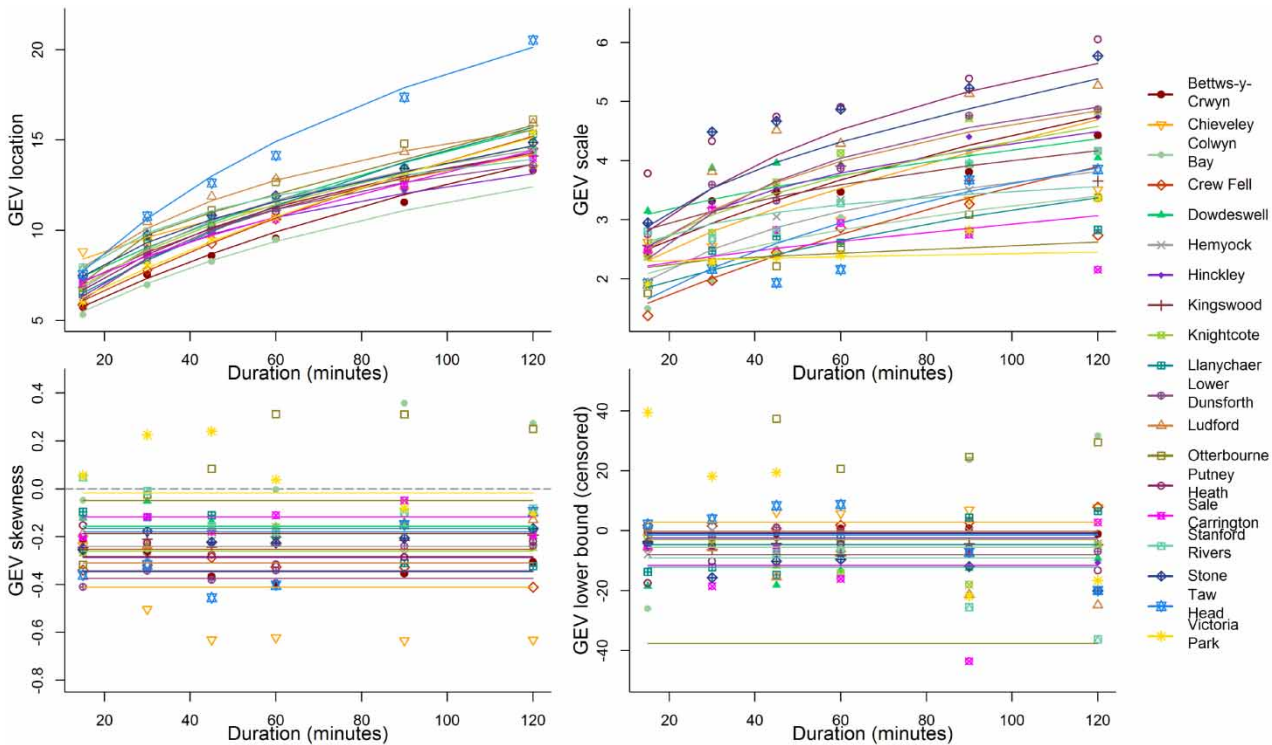 GEV location
20
15
10
5
20
40
60
80
100
120
Duration (minutes)
GEV scale
6
5
4
3
2
20
40
60
80
100
120
Duration (minutes)
GEV skewness
0.4
0.2
0.0
-0.2
-0.4
-0.6
-0.8
20
40
60
80
100
120
Duration (minutes)
GEV lower bound (censored)
40
20
0
-20
-40
20
40
60
80
100
120
Duration (minutes)
Bettws-y-
Crwyn
Chieveley
Colwyn
Bay
Crew Fell
Dowdeswell
Hemyock
Hinckley
Kingswood
Knightcote
Llanychaer
Lower
Dunsforth
Ludford
Otterbourne
Putney
Heath
Sale
Carrington
Stanford
Rivers
Stone
Taw
Head
Victoria
Park